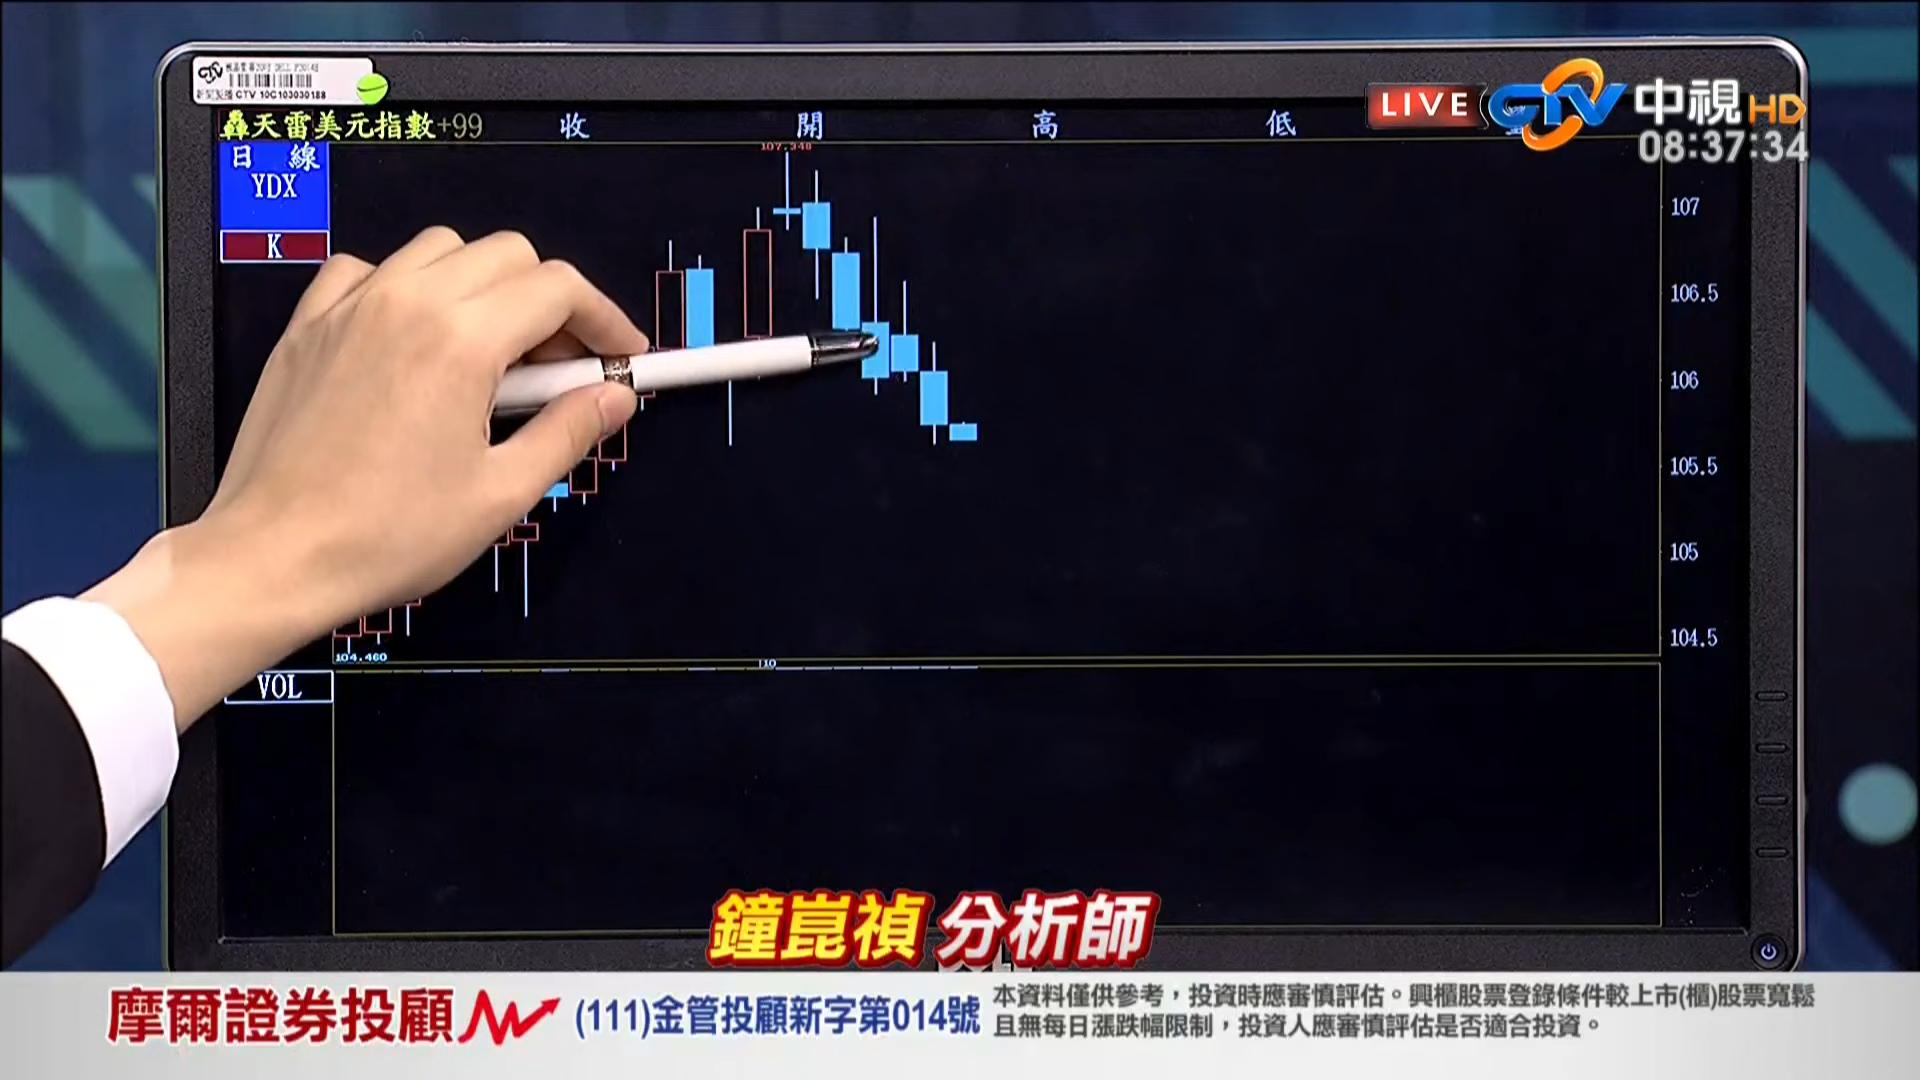 CTV 10C103030188
LIVE CTV 中視HD
08:37:34
轟天雷美元指數+99 收 開 高 低
日線
YDX
K
107.348
107
106.5
106
105.5
105
104.5
104.460
10
VOL
鐘崑禎 分析師
摩爾證券投顧
(111)金管投顧新字第014號
本資料僅供參考，投資時應審慎評估。興櫃股票登錄條件較上市(櫃)股票寬鬆
且無每日漲跌幅限制，投資人應審慎評估是否適合投資。